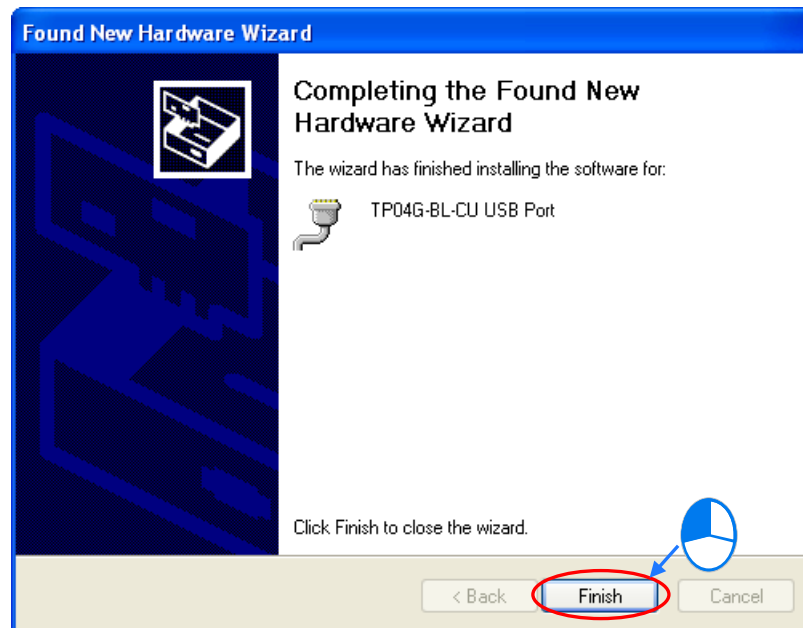 Found New Hardware Wizard
Completing the Found New
Hardware Wizard
The wizard has finished installing the software for:
TP04G-BL-CU USB Port
Click Finish to close the wizard.
< Back
Finish
Cancel